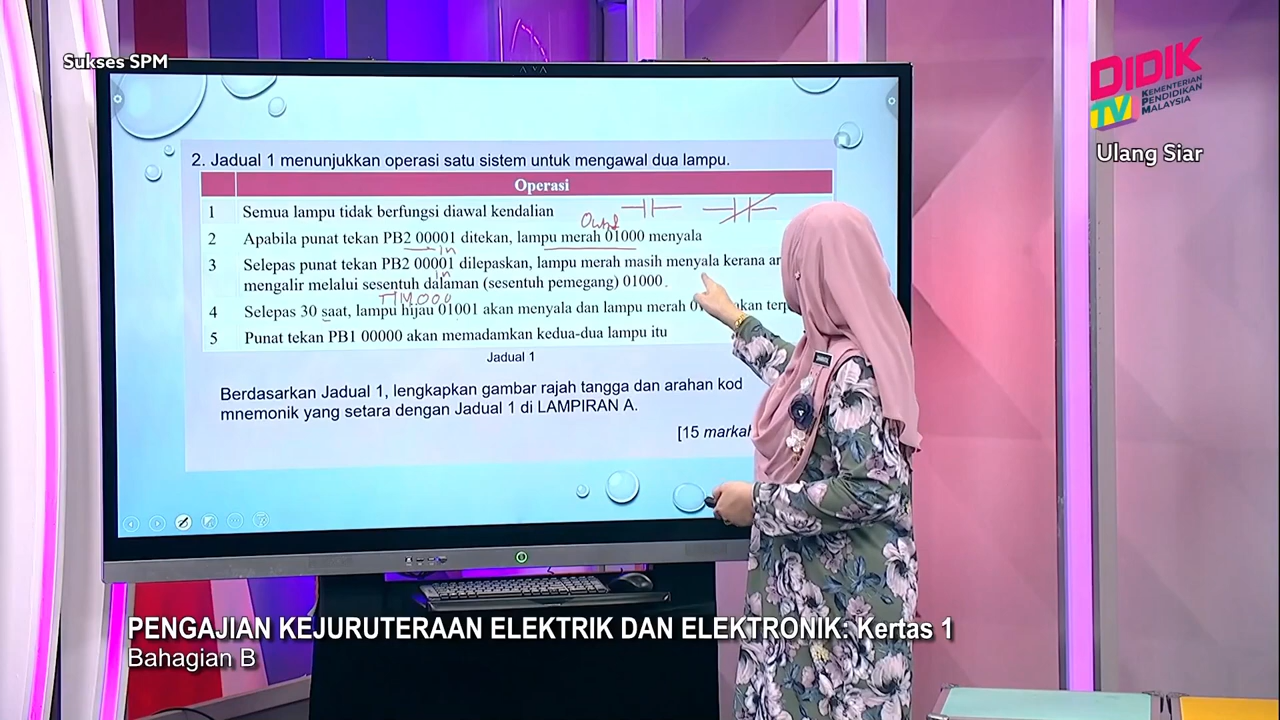 Sukses SPM
DIDIK
TV
KEMENTERIAN
PENDIDIKAN
MALAYSIA
Ulang Siar
2. Jadual 1 menunjukkan operasi satu sistem untuk mengawal dua lampu.
Operasi
1 Semua lampu tidak berfungsi diawal kendalian
2 Apabila punat tekan PB2 00001 ditekan, lampu merah 01000 menyala
in
3 Selepas punat tekan PB2 00001 dilepaskan, lampu merah masih menyala kerana
in
mengalir melalui sesentuh dalaman (sesentuh pemegang) 01000.
TIM000
4 Selepas 30 saat, lampu hijau 01001 akan menyala dan lampu merah
5 Punat tekan PB1 00000 akan memadamkan kedua-dua lampu itu
Jadual 1
Berdasarkan Jadual 1, lengkapkan gambar rajah tangga dan arahan kod
mnemonik yang setara dengan Jadual 1 di LAMPIRAN A.
[15
PENGAJIAN KEJURUTERAAN ELEKTRIK DAN ELEKTRONIK: Kertas 1
Bahagian B